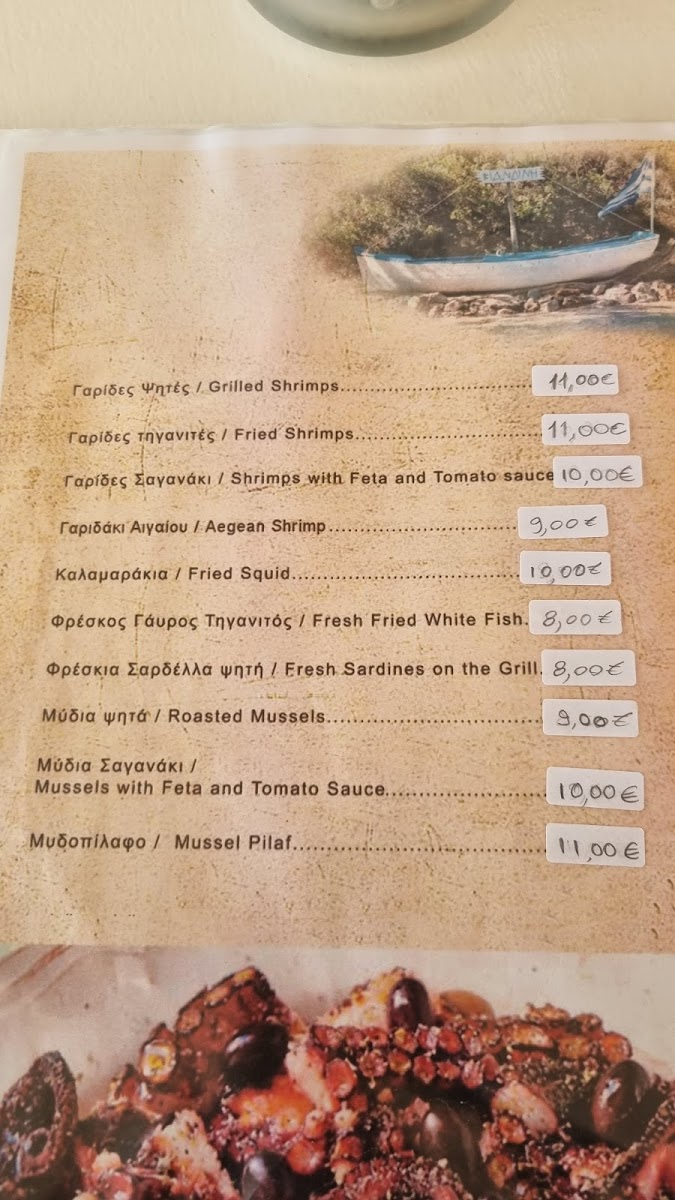 Γαρίδες Ψητές / Grilled Shrimps........................................ 11,00€
Γαρίδες τηγανιτές / Fried Shrimps...................................... 11,00€
Γαρίδες Σαγανάκι / Shrimps with Feta and Tomato sauce 10,00€
Γαριδάκι Αιγαίου / Aegean Shrimp............................... 9,00€
Καλαμαράκια / Fried Squid............................................. 10,00€
Φρέσκος Γάυρος Τηγανιτός / Fresh Fried White Fish. 8,00€
Φρέσκια Σαρδέλλα ψητή / Fresh Sardines on the Grill. 8,00€
Μύδια ψητά / Roasted Mussels........................................ 9,00€
Μύδια Σαγανάκι /
Mussels with Feta and Tomato Sauce.............................. 10,00€
Μυδοπίλαφο / Mussel Pilaf............................................... 11,00€